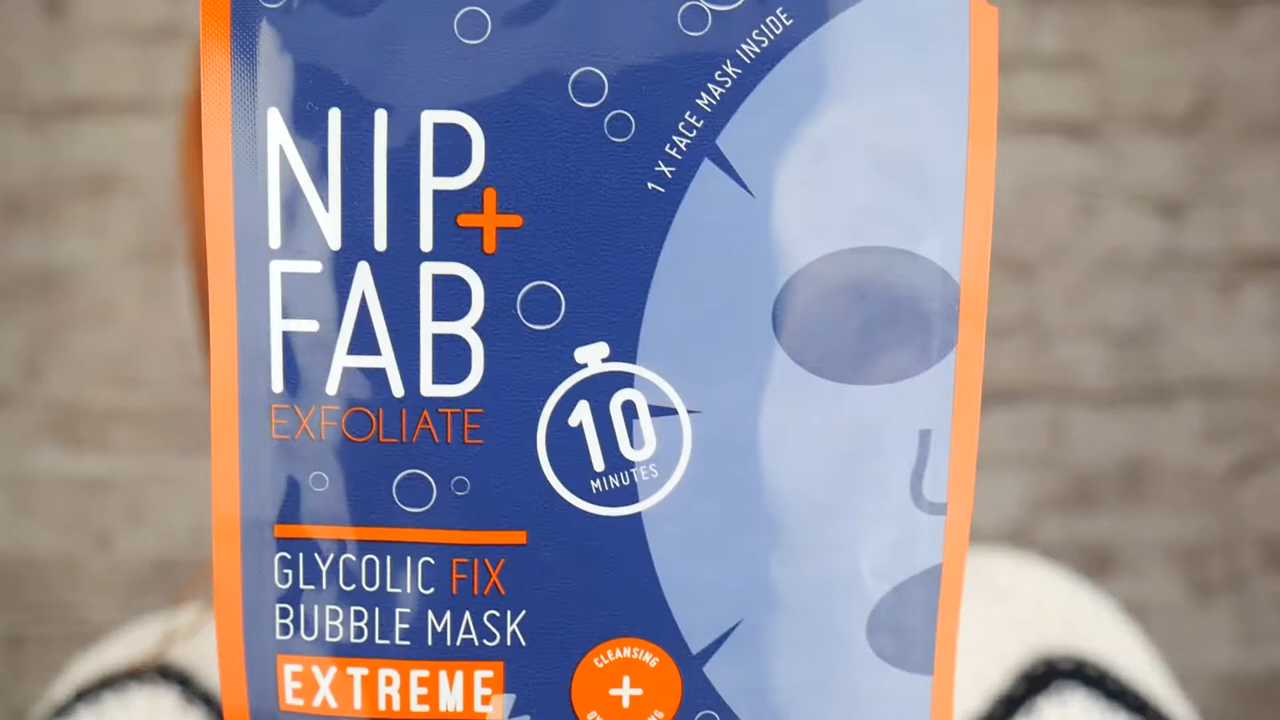 1 X FACE MASK INSIDE
NIP+
FAB
EXFOLIATE
10
MINUTES
GLYCOLIC FIX
BUBBLE MASK
EXTREME
CLEANSING
+